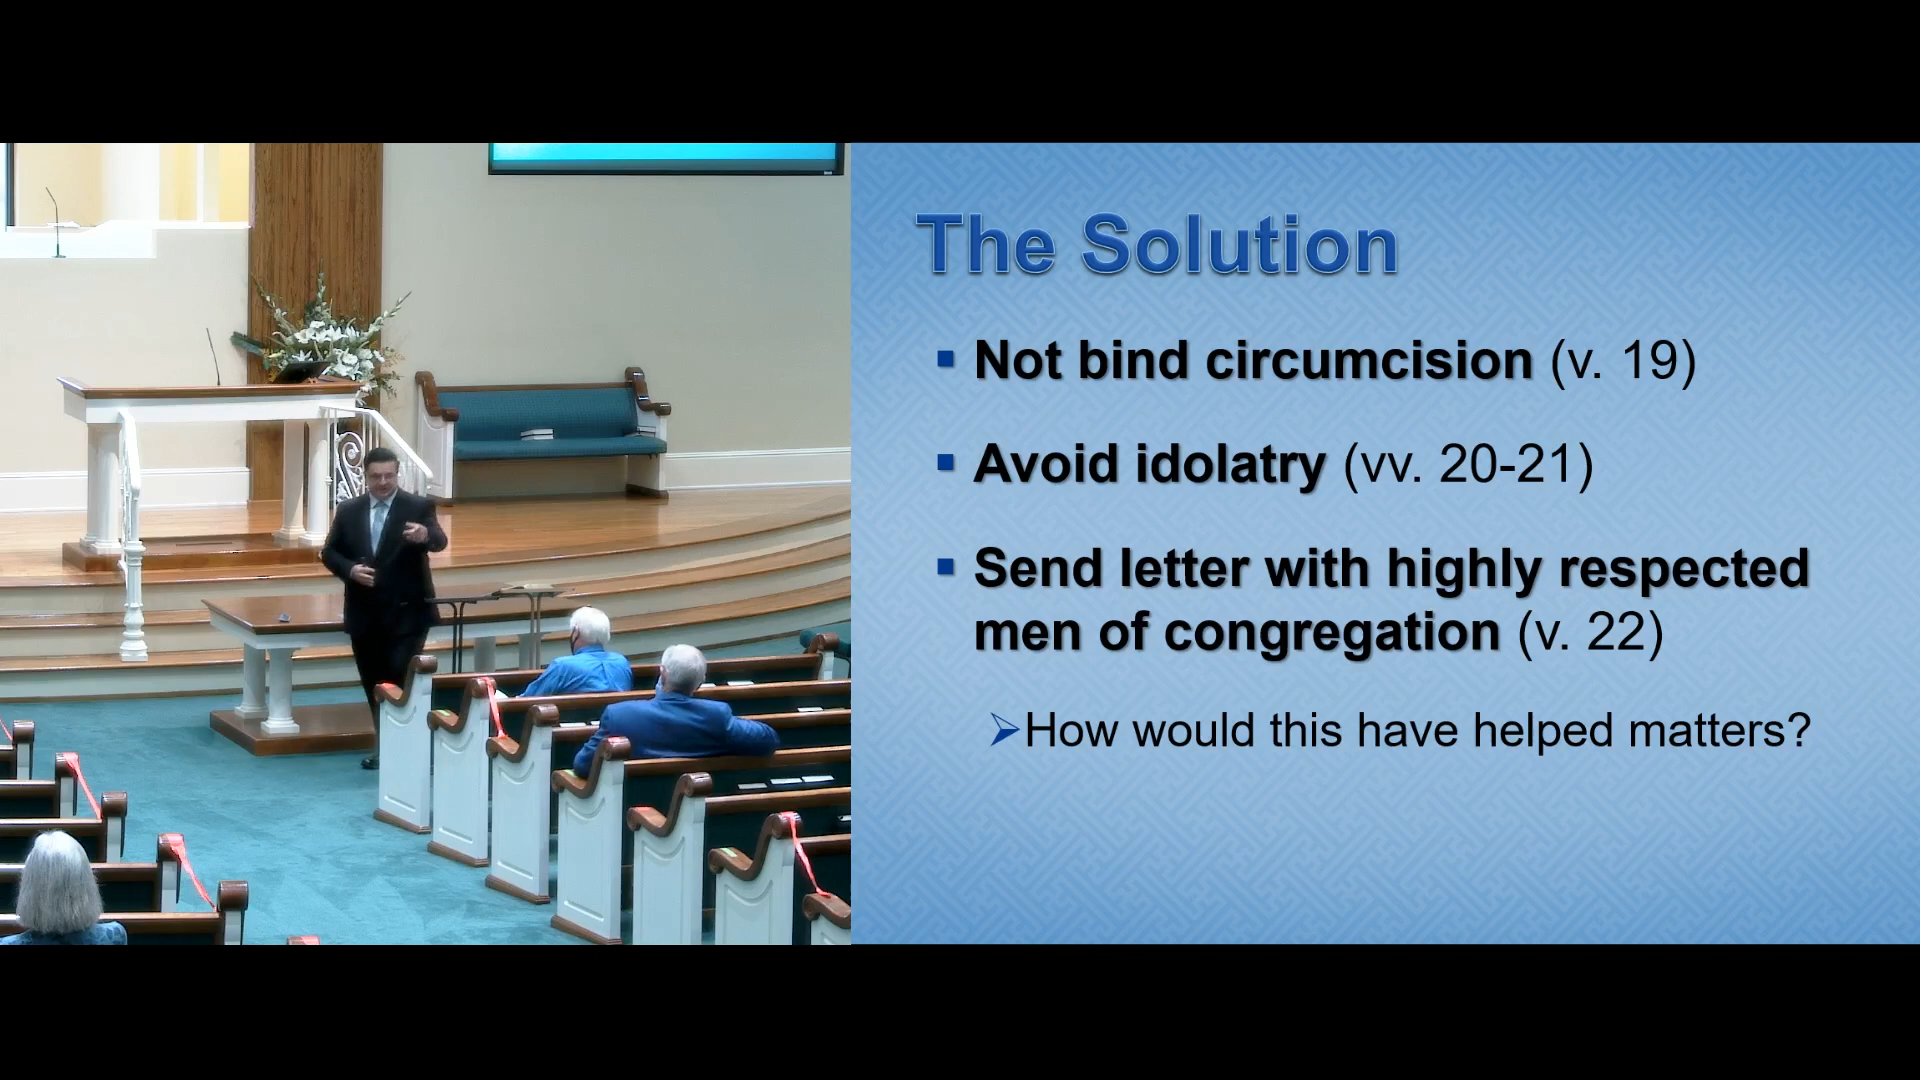 The Solution
Not bind circumcision (v. 19)
Avoid idolatry (vv. 20-21)
Send letter with highly respected
men of congregation (v. 22)
How would this have helped matters?